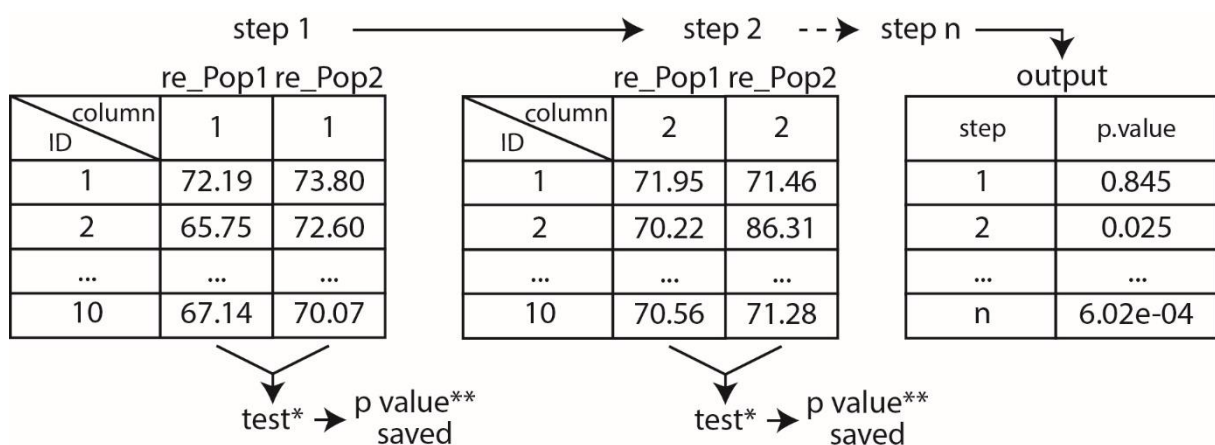 step 1 step 2 step n
re_Pop1 re_Pop2 re_Pop1 re_Pop2 output
column ID 1 1 column ID 2 2 step p.value
1 72.19 73.80 1 71.95 71.46 1 0.845
2 65.75 72.60 2 70.22 86.31 2 0.025
... ... ... ... ... ... ... ...
10 67.14 70.07 10 70.56 71.28 n 6.02e-04
test* p value** test* p value**
saved saved